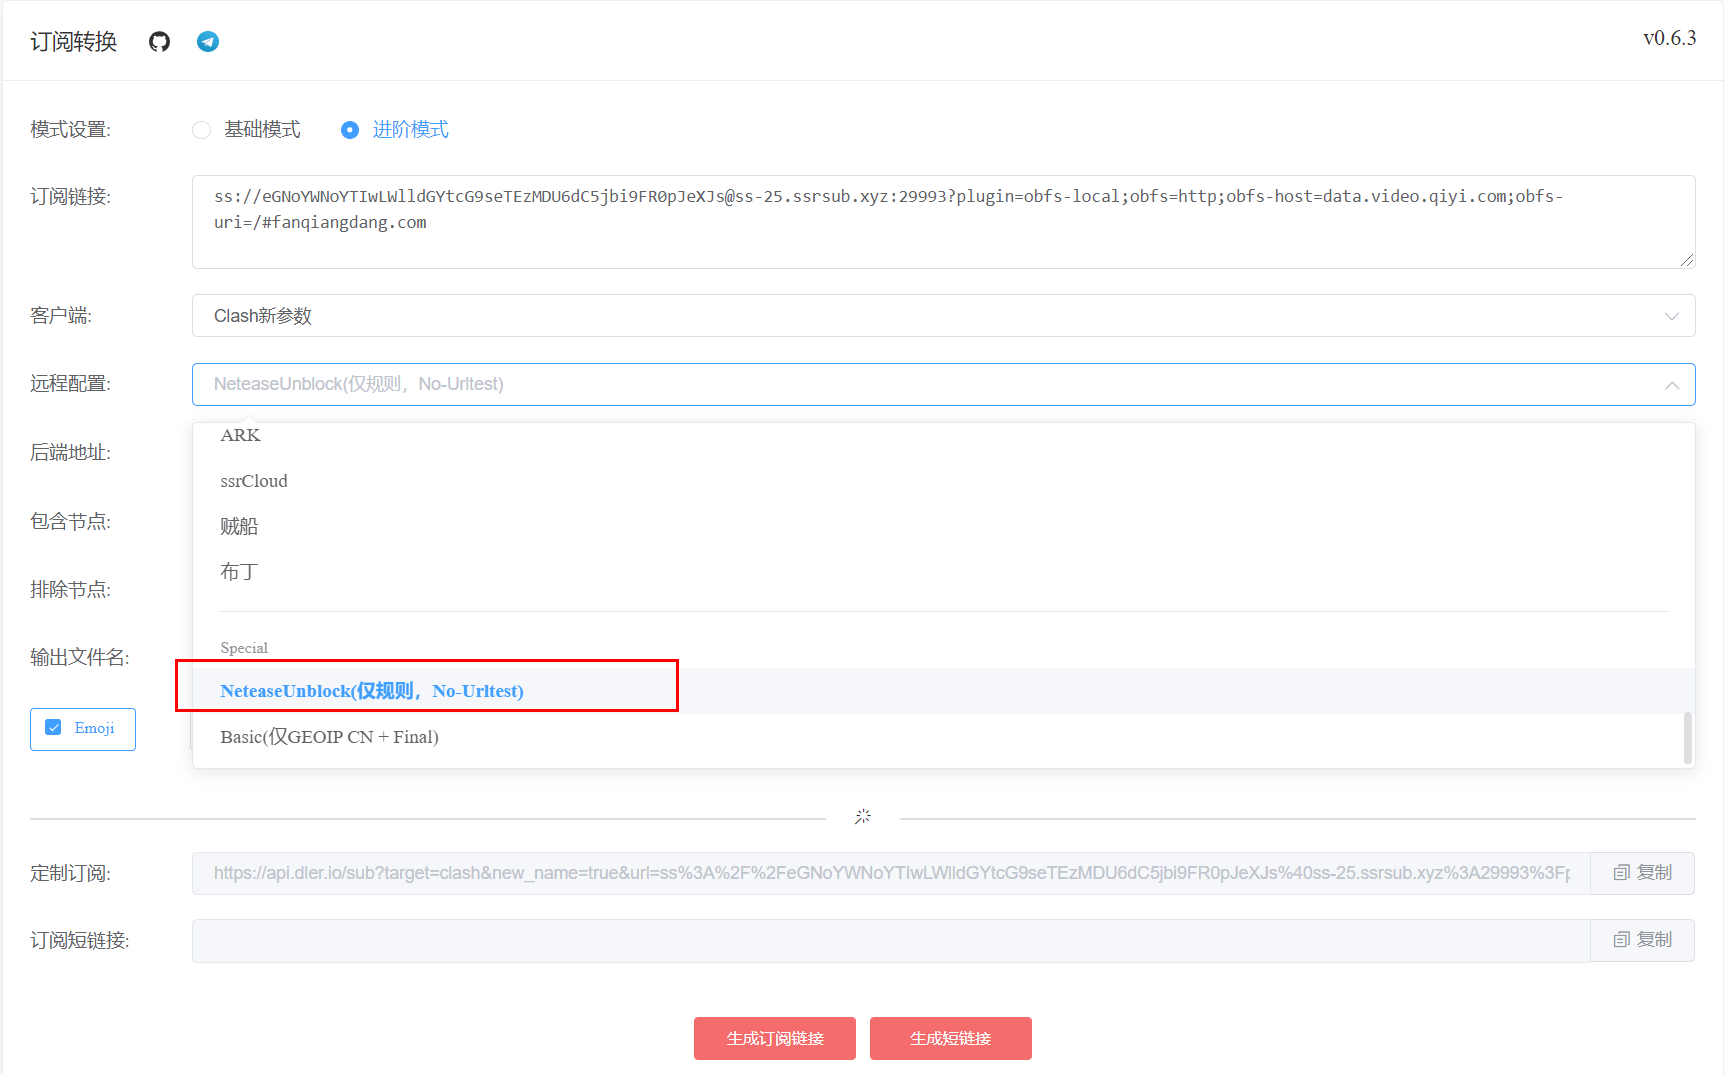 订阅转换
v0.6.3
模式设置: 基础模式 进阶模式
订阅链接: ss://eGNoYWNoYTIwLWlldGYtcG9seTEzMDU6dC5jbi9FR0pJeXJs@ss-25.ssrsub.xyz:29993?plugin=obfs-local;obfs=http;obfs-host=data.video.qiyi.com;obfs-
uri=/#fanqiangdang.com
客户端: Clash新参数
远程配置: NeteaseUnblock(仅规则，No-Urltest)
ARK
后端地址:
ssrCloud
包含节点:
贼船
布丁
排除节点:
Special
输出文件名:
NeteaseUnblock(仅规则，No-Urltest)
Emoji
Basic(仅GEOIP CN + Final)
定制订阅: https://api.dler.io/sub?target=clash&new_name=true&url=ss%3A%2F%2FeGNoYWNoYTIwLWlldGYtcG9seTEzMDU6dC5jbi9FR0pJeXJs%40ss-25.ssrsub.xyz%3A29993%3Fp 复制
订阅短链接: 复制
生成订阅链接 生成短链接